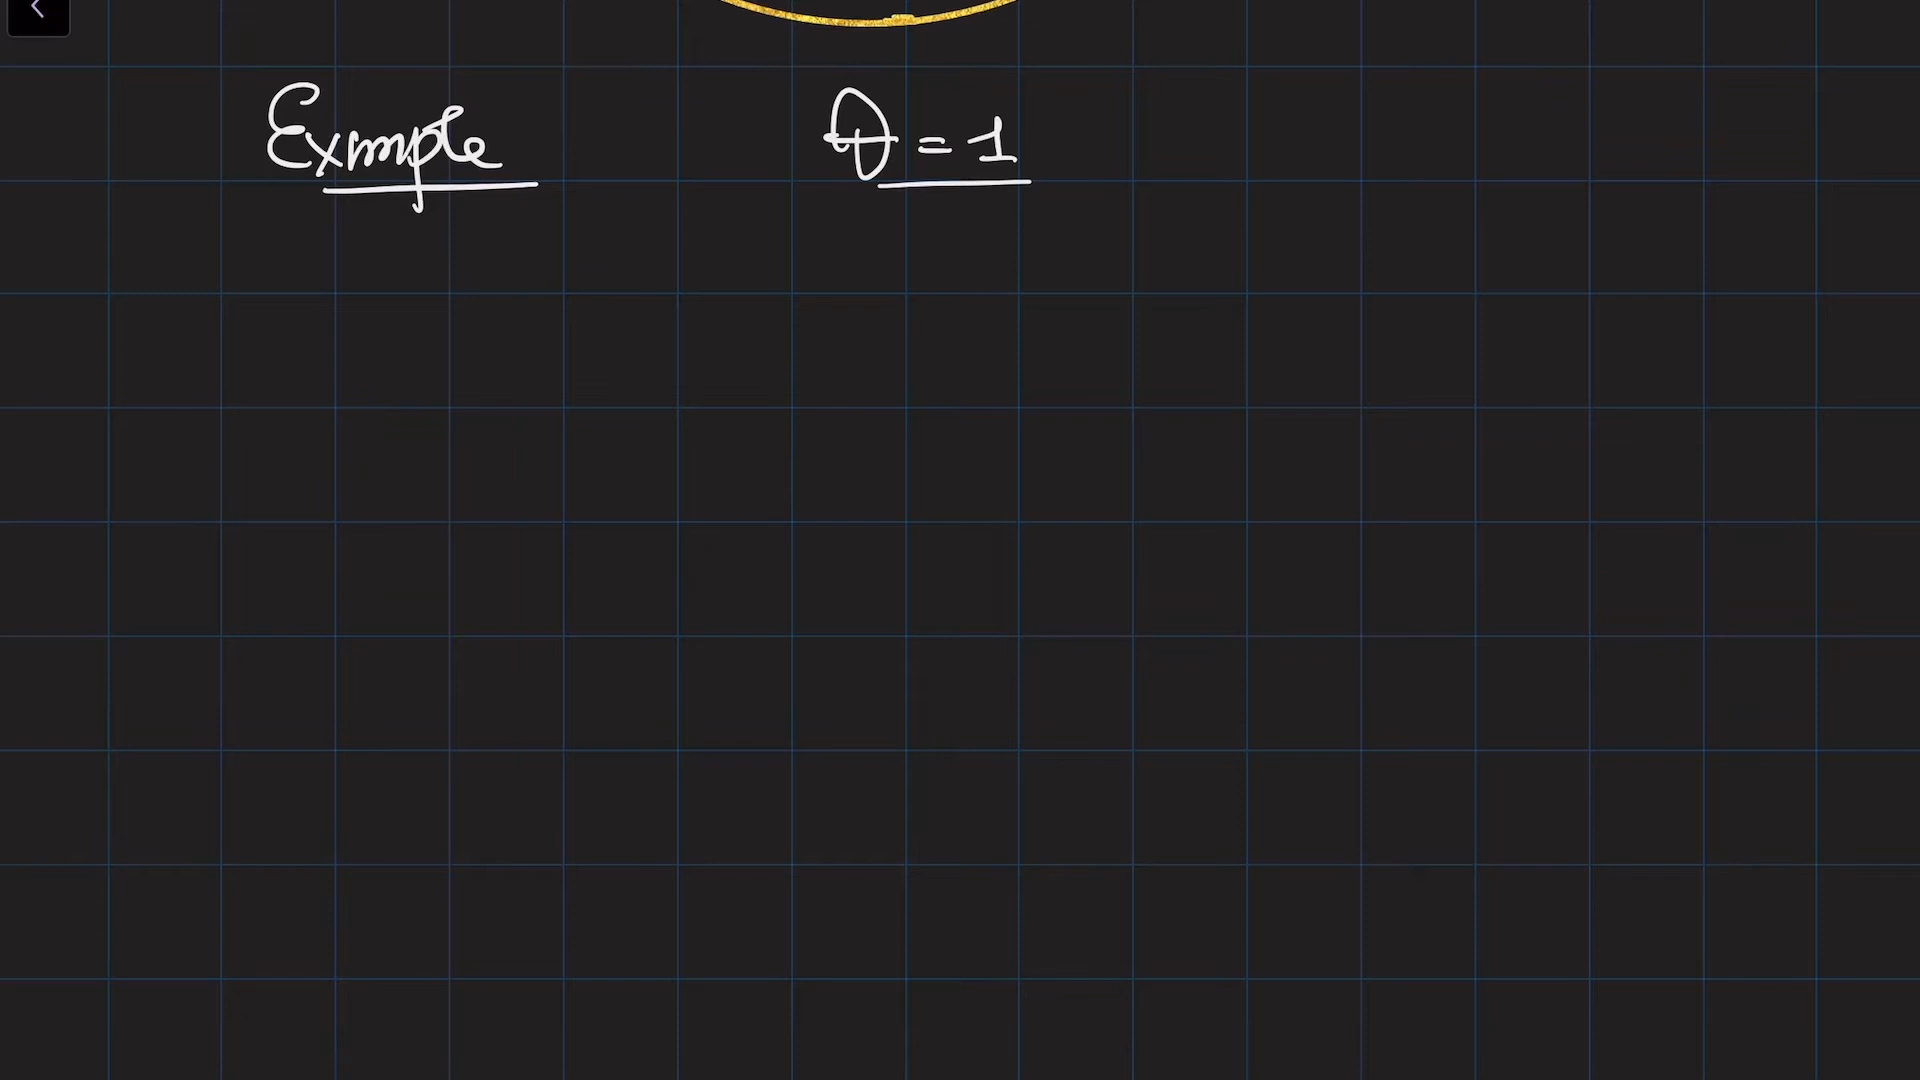 Exmple θ = 1